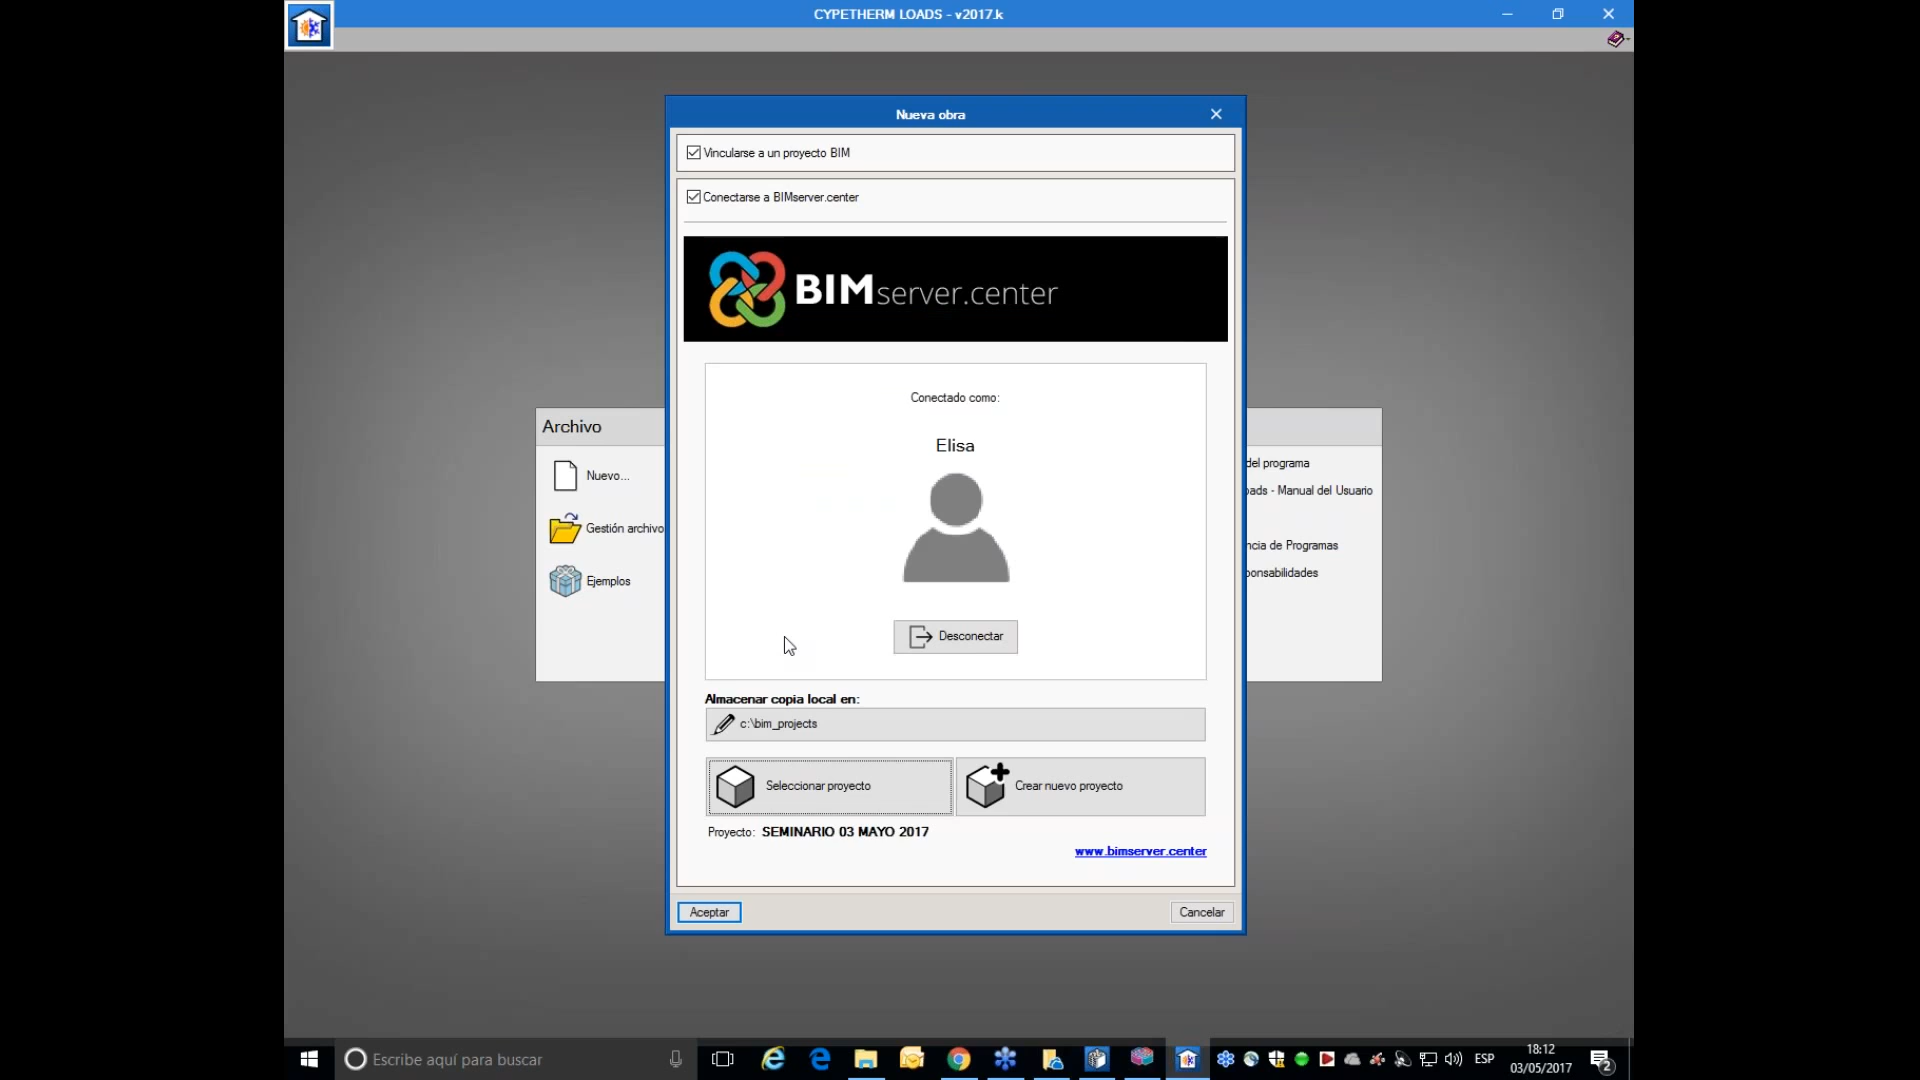 CYPETHERM LOADS - v2017.k
Nueva obra
Vincularse a un proyecto BIM
Conectarse a BIMserver.center
BIMserver.center
Conectado como:
Elisa
Desconectar
Almacenar copia local en:
c:\bim_projects
Seleccionar proyecto
Crear nuevo proyecto
Proyecto: SEMINARIO 03 MAYO 2017
www.bimserver.center
Aceptar
Cancelar
Archivo
Nuevo...
Gestión archivo
Ejemplos
del programa
oads - Manual del Usuario
ncia de Programas
ponsabilidades
Escribe aquí para buscar
ESP
18:12
03/05/2017
2